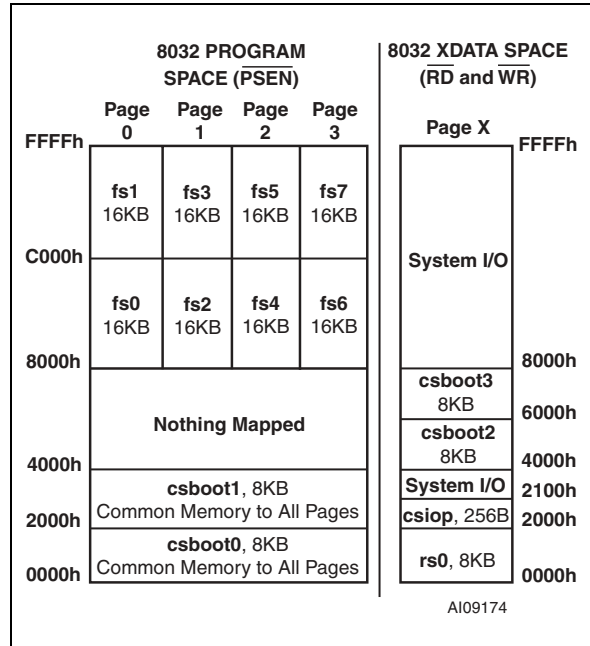 8032 PROGRAM
SPACE (PSEN)
Page
0
Page
1
Page
2
Page
3
FFFFh
fs1
16KB
fs3
16KB
fs5
16KB
fs7
16KB
C000h
fs0
16KB
fs2
16KB
fs4
16KB
fs6
16KB
8000h
Nothing Mapped
4000h
csboot1, 8KB
Common Memory to All Pages
2000h
csboot0, 8KB
Common Memory to All Pages
0000h
8032 XDATA SPACE
(RD and WR)
Page X
FFFFh
System I/O
8000h
csboot3
8KB
6000h
csboot2
8KB
4000h
System I/O
2100h
csiop, 256B
2000h
rs0, 8KB
0000h
AI09174